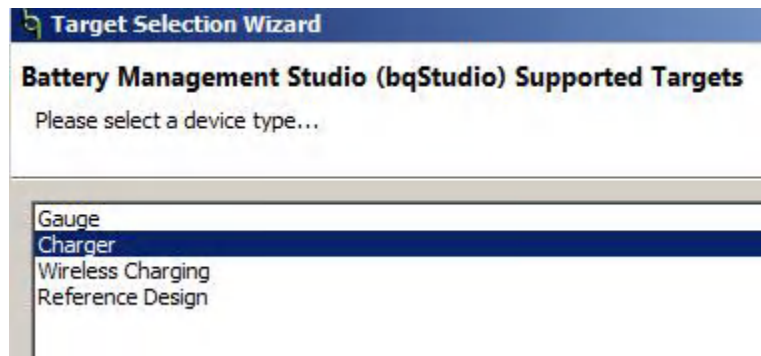 Target Selection Wizard
Battery Management Studio (bqStudio) Supported Targets
Please select a device type...
Gauge
Charger
Wireless Charging
Reference Design